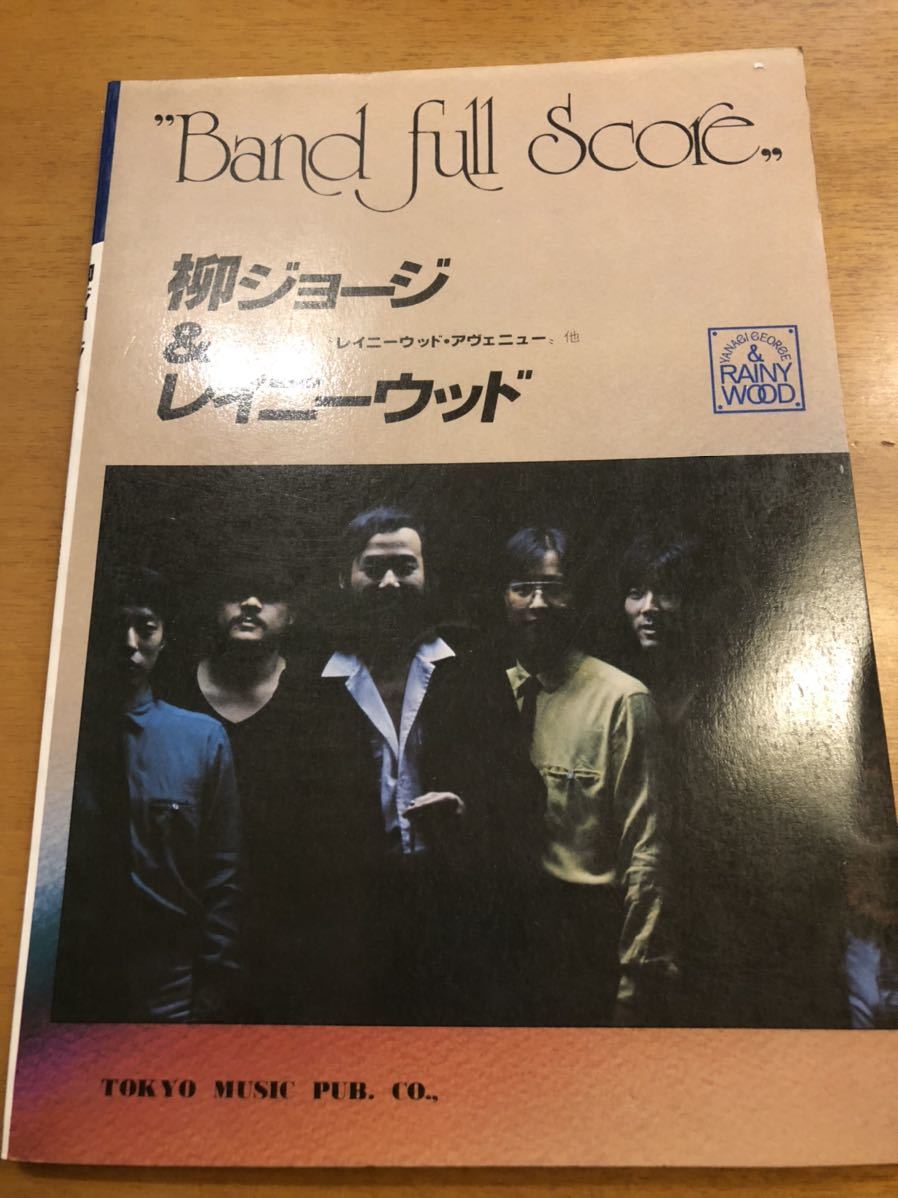 "Band full Score"
柳ジョージ
&
レイニーウッド・アヴェニュー〟他
レイニーウッド
YANAGI GEORGE
&
RAINY
WOOD
TOKYO MUSIC PUB. CO.,